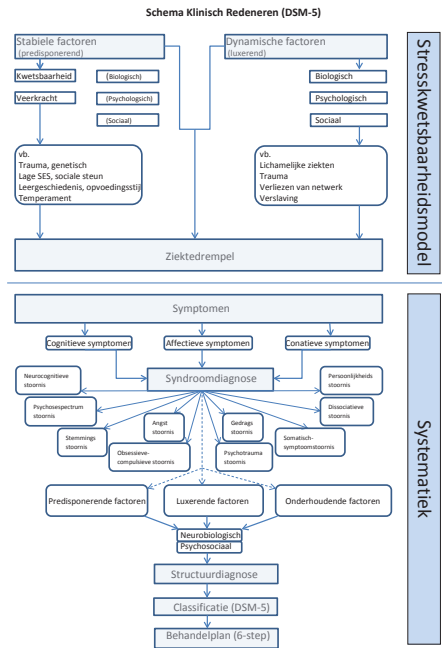 Schema Klinisch Redeneren (DSM-5)
Stabiele factoren
(predisponerend)
Dynamische factoren
(luxerend)
Kwetsbaarheid
(Biologisch)
Biologisch
Veerkracht
(Psychologsich)
Psychologisch
(Sociaal)
Sociaal
vb.
Trauma, genetisch
Lage SES, sociale steun
Leergeschiedenis, opvoedingsstijl
Temperament
vb.
Lichamelijke ziekten
Trauma
Verliezen van netwerk
Verslaving
Ziektedrempel
Stresskwetsbaarheidsmodel
Symptomen
Cognitieve symptomen
Affectieve symptomen
Conatieve symptomen
Syndroomdiagnose
Neurocognitieve
stoornis
Persoonlijkheids
stoornis
Psychosespectrum
stoornis
Dissociatieve
stoornis
Stemmings
stoornis
Angst
stoornis
Gedrags
stoornis
Somatisch-
symptoomstoornis
Obsessieve-
compulsieve stoornis
Psychotrauma
stoornis
Predisponerende factoren
Luxerende factoren
Onderhoudende factoren
Neurobiologisch
Psychosociaal
Structuurdiagnose
Classificatie (DSM-5)
Behandelplan (6-step)
Systematiek